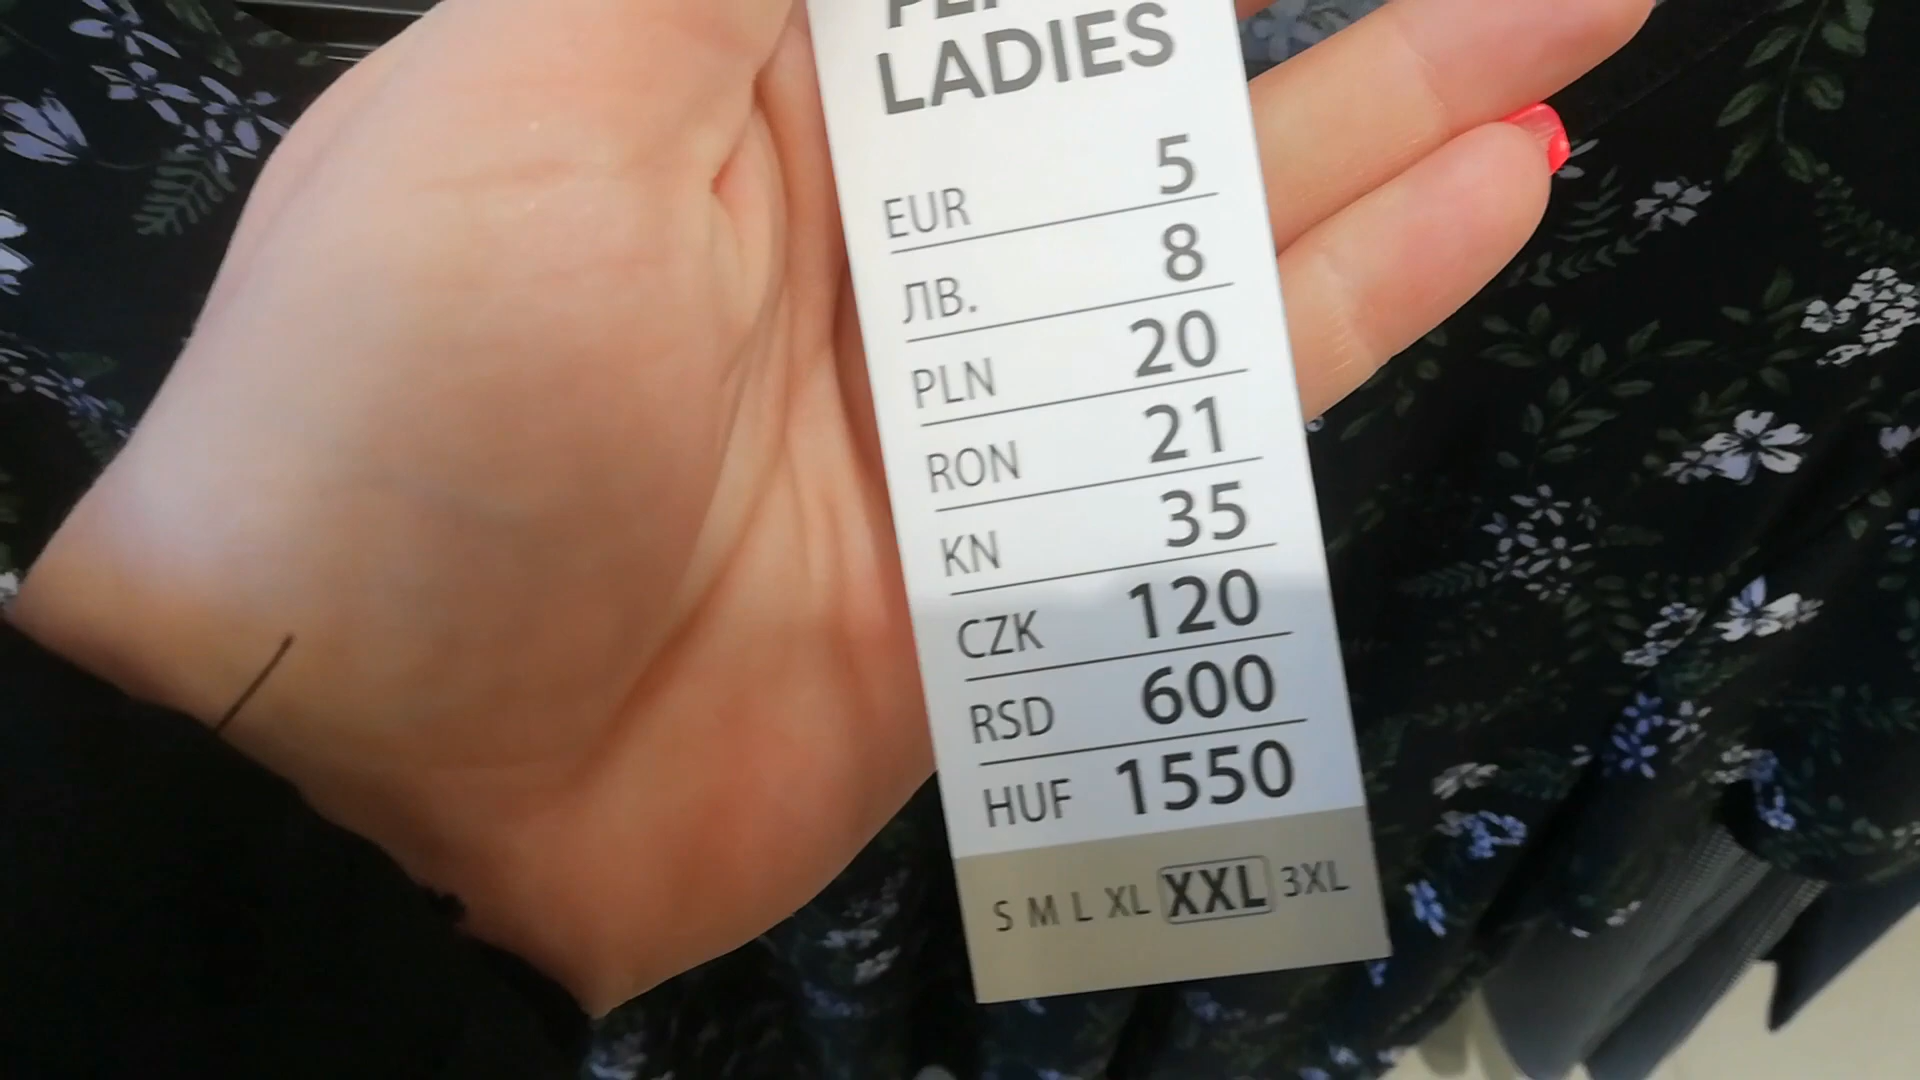 LADIES
EUR 5
ЛВ. 8
PLN 20
RON 21
KN 35
CZK 120
RSD 600
HUF 1550
S M L XL XXL 3XL